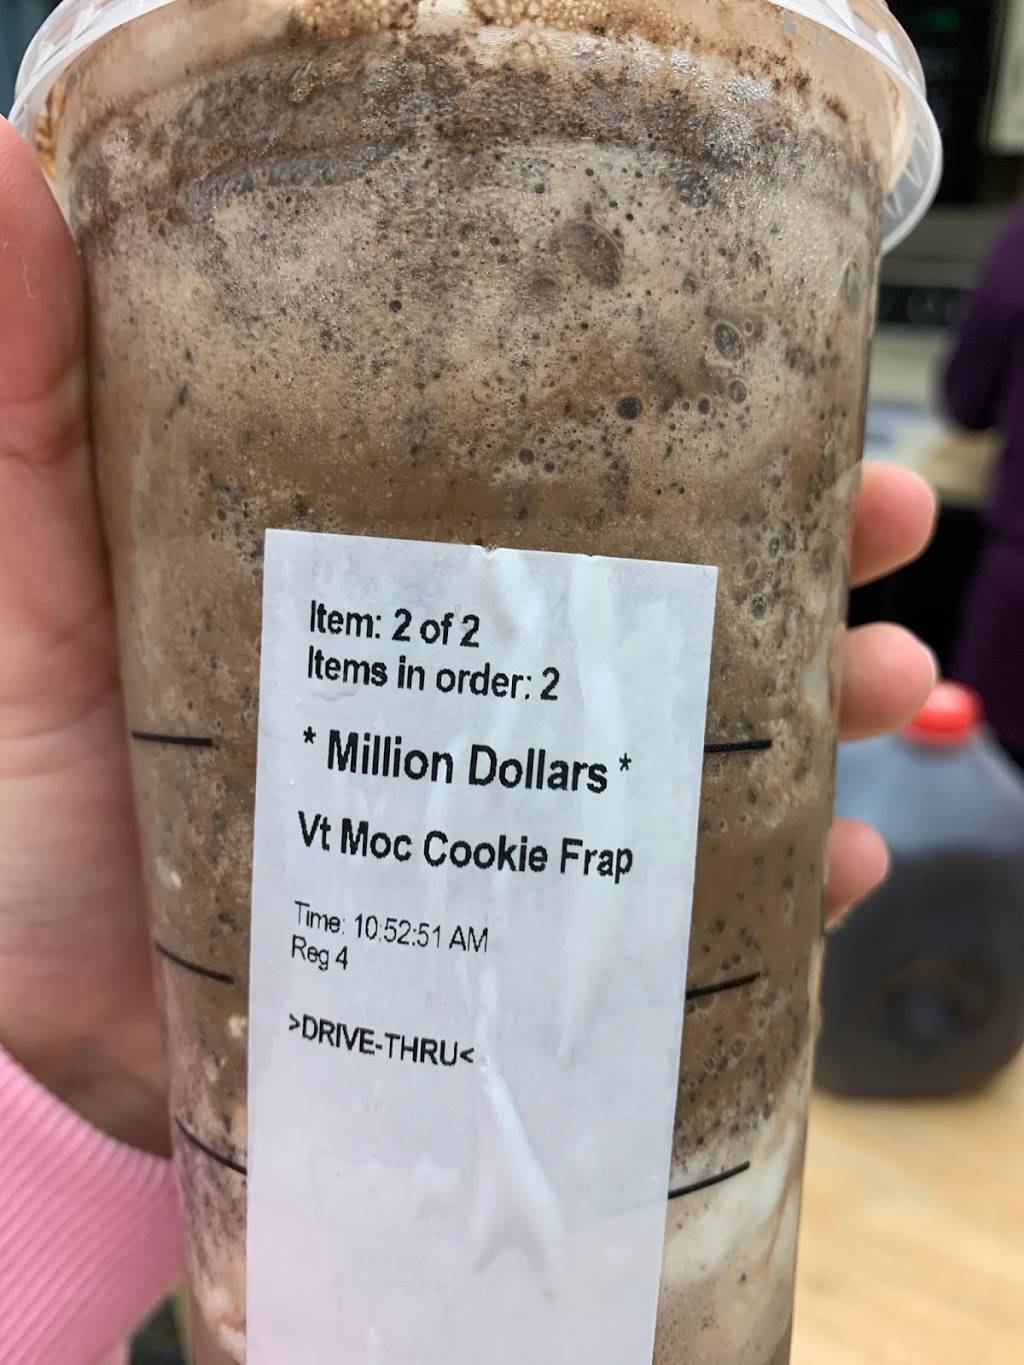 Item: 2 of 2
Items in order: 2
* Million Dollars *
Vt Moc Cookie Frap
Time: 10:52:51 AM
Reg 4
>DRIVE-THRU<